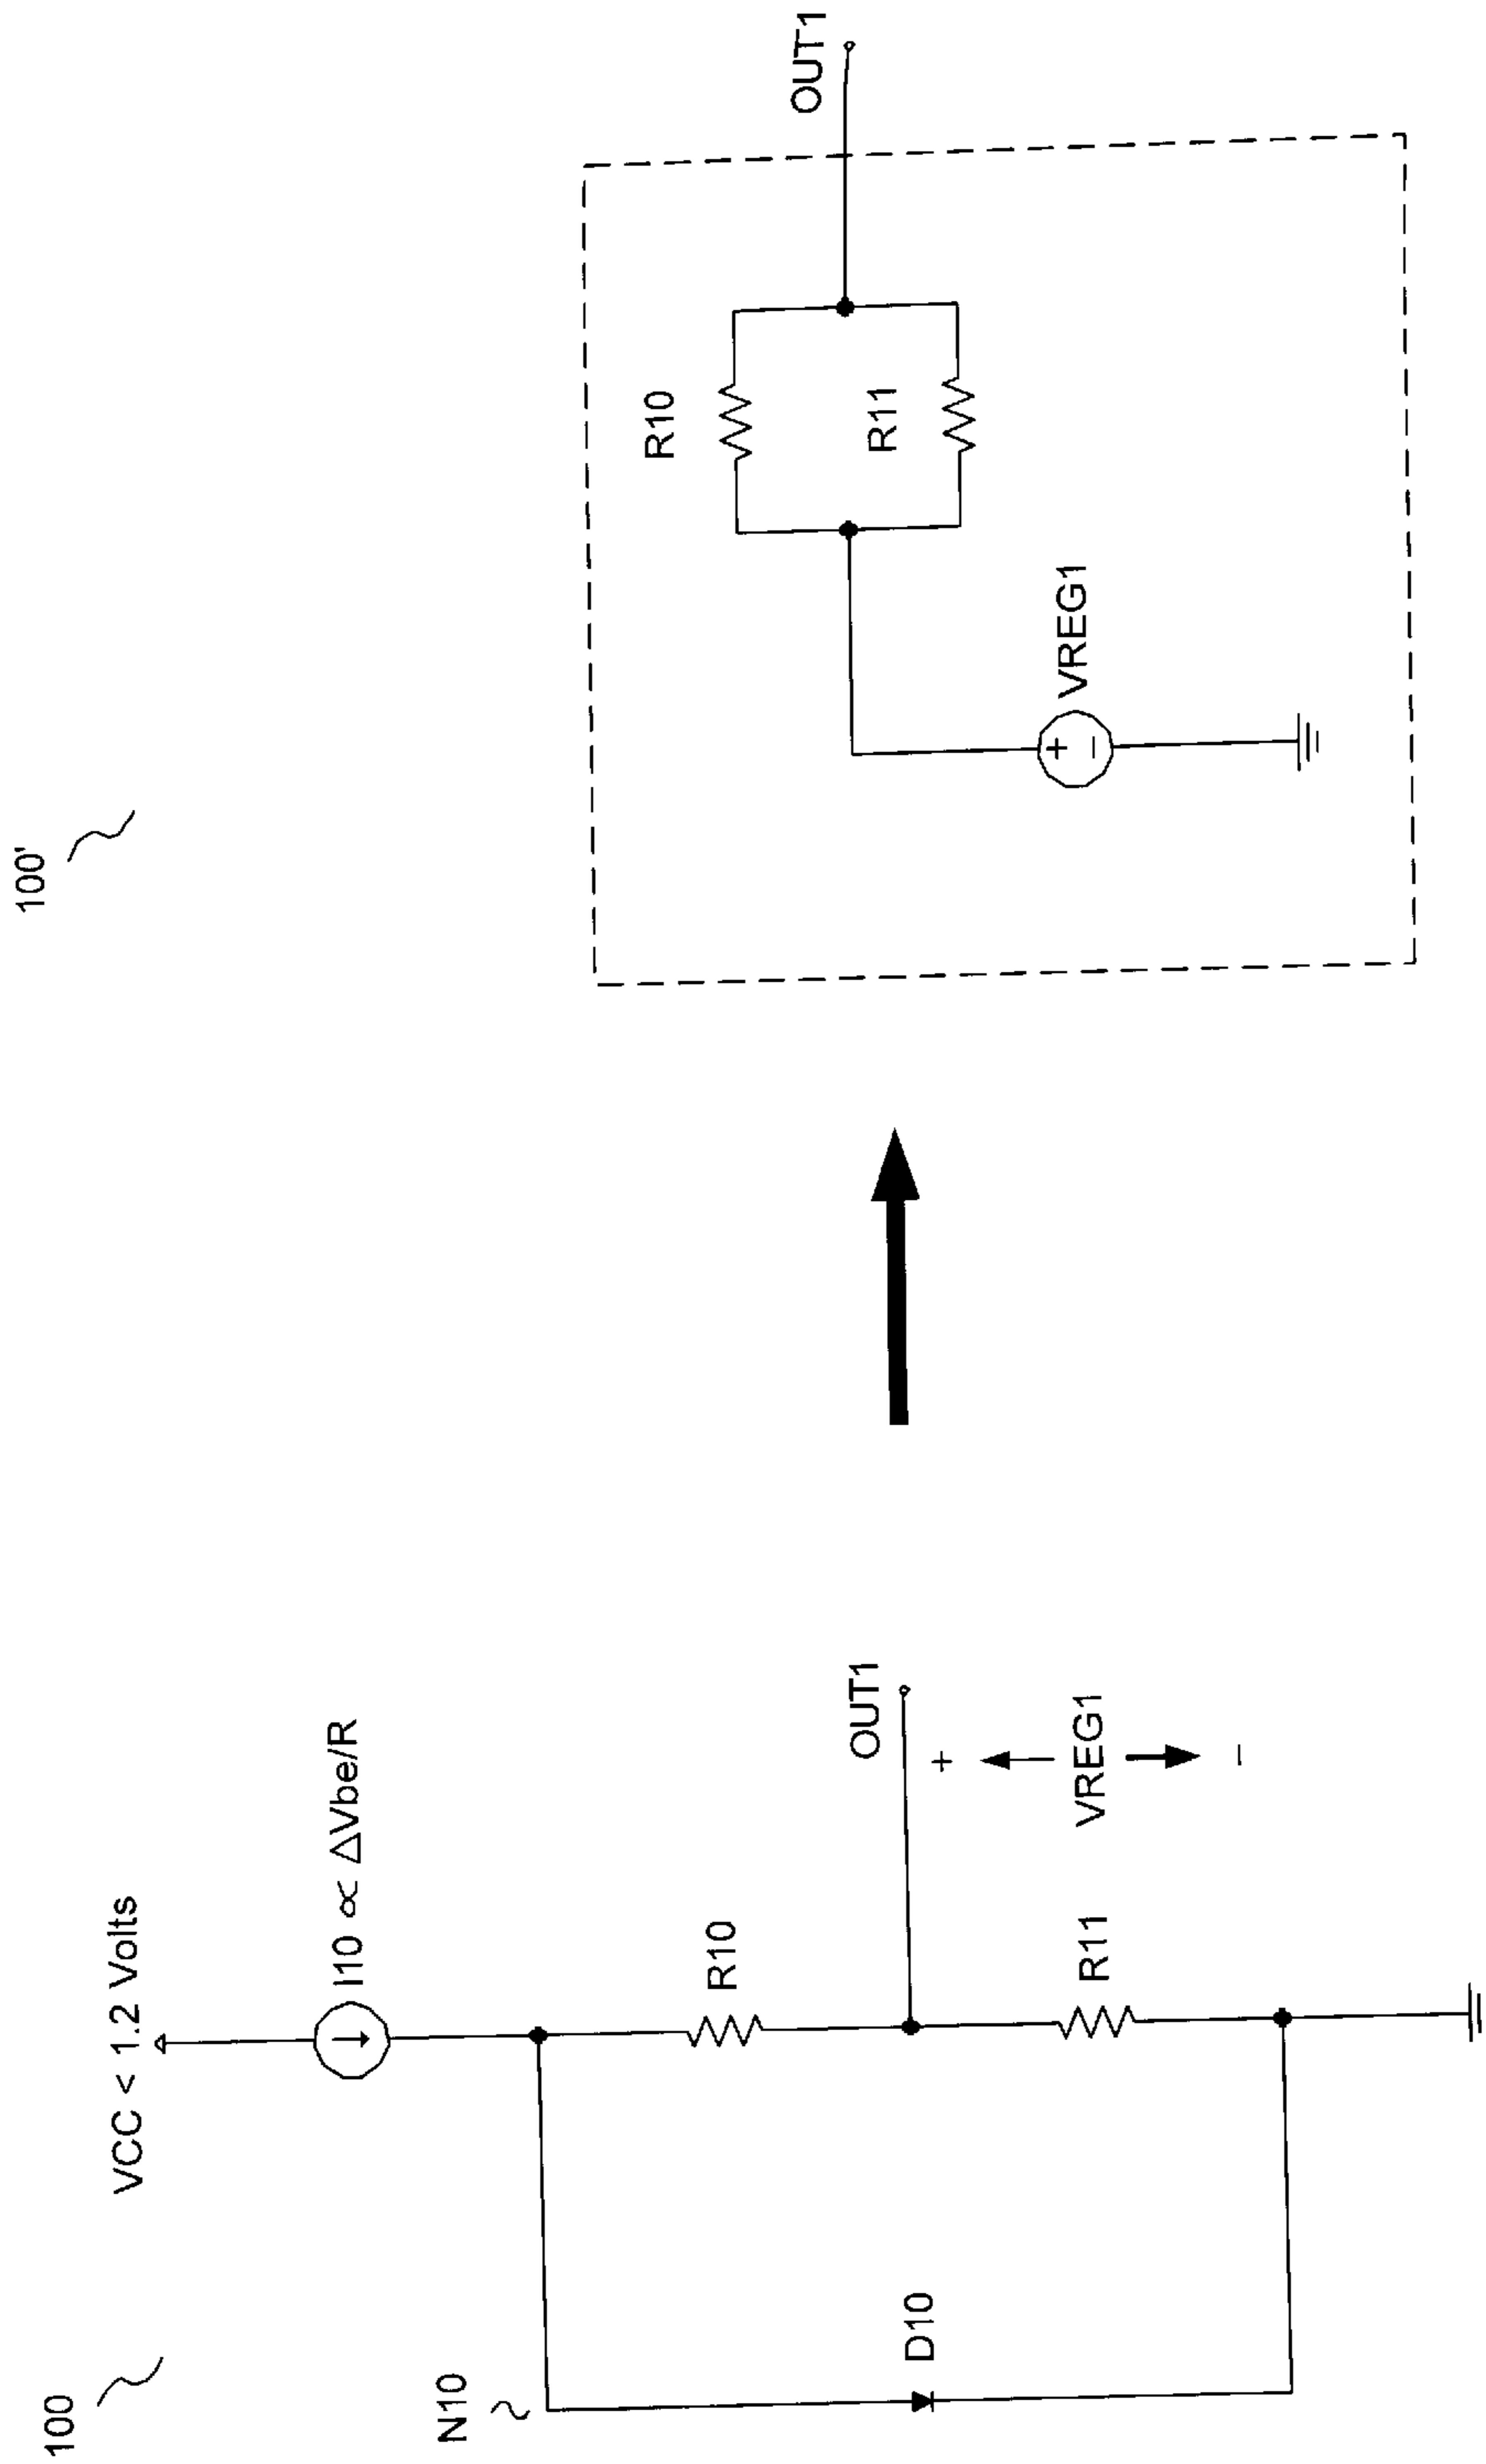 100
VCC < 1.2 Volts
I10 ∝ ΔVbe/R
N10
R10
D10
OUT1
+
VREG1
−
R11
100'
R10
R11
OUT1
+
−
VREG1